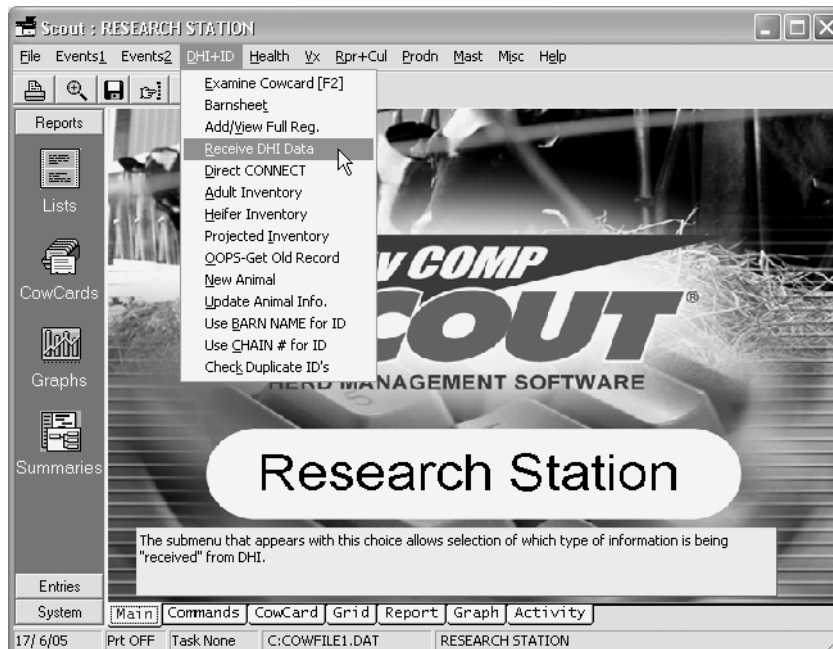 Scout : RESEARCH STATION
File Events1 Events2 DHI+ID Health Vx Rpr+Cul Prodn Mast Misc Help
Examine Cowcard [F2]
Barnsheet
Add/View Full Reg.
Receive DHI Data
Direct CONNECT
Adult Inventory
Heifer Inventory
Projected Inventory
OOPS-Get Old Record
New Animal
Update Animal Info.
Use BARN NAME for ID
Use CHAIN # for ID
Check Duplicate ID's
Reports
Lists
CowCards
Graphs
Summaries
Entries
System
COMP
®
HERD MANAGEMENT SOFTWARE
Research Station
The submenu that appears with this choice allows selection of which type of information is being
"received" from DHI.
Main Commands CowCard Grid Report Graph Activity
17/ 6/05 Prt OFF Task None C:COWFILE1.DAT RESEARCH STATION